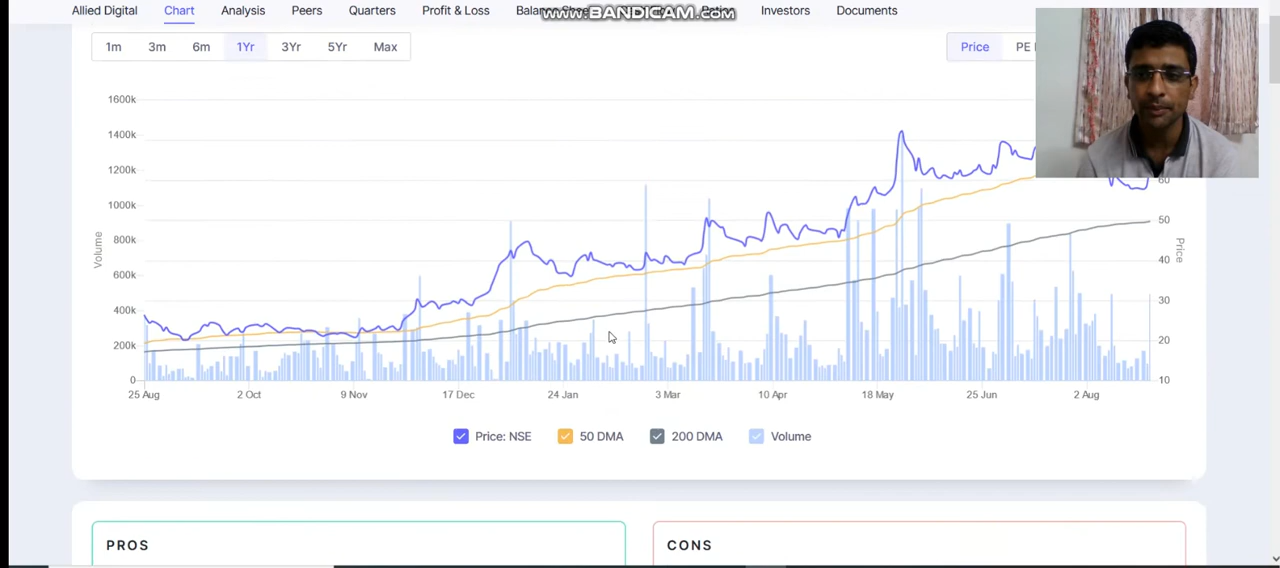 Allied Digital Chart Analysis Peers Quarters Profit & Loss Investors Documents
www.BANDICAM.com
1m 3m 6m 1Yr 3Yr 5Yr Max Price PE
1600k
1400k
1200k
1000k
800k
600k
400k
200k
0
Volume
60
50
40
30
20
10
Price
25 Aug 2 Oct 9 Nov 17 Dec 24 Jan 3 Mar 10 Apr 18 May 25 Jun 2 Aug
Price: NSE 50 DMA 200 DMA Volume
PROS CONS